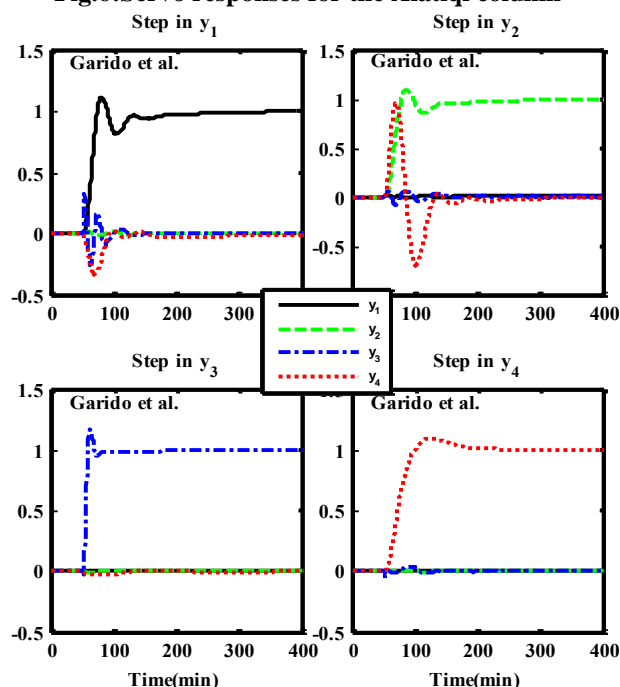 Step in y1
Step in y2
1.5
1
0.5
0
-0.5
0
100
200
300
Garido et al.
1.5
1
0.5
0
-0.5
0
100
200
300
400
Garido et al.
y1
y2
y3
y4
Step in y3
Step in y4
1.5
1
0.5
0
-0.5
0
100
200
300
400
Garido et al.
Time(min)
1
0.5
0
-0.5
0
100
200
300
400
Garido et al.
Time(min)